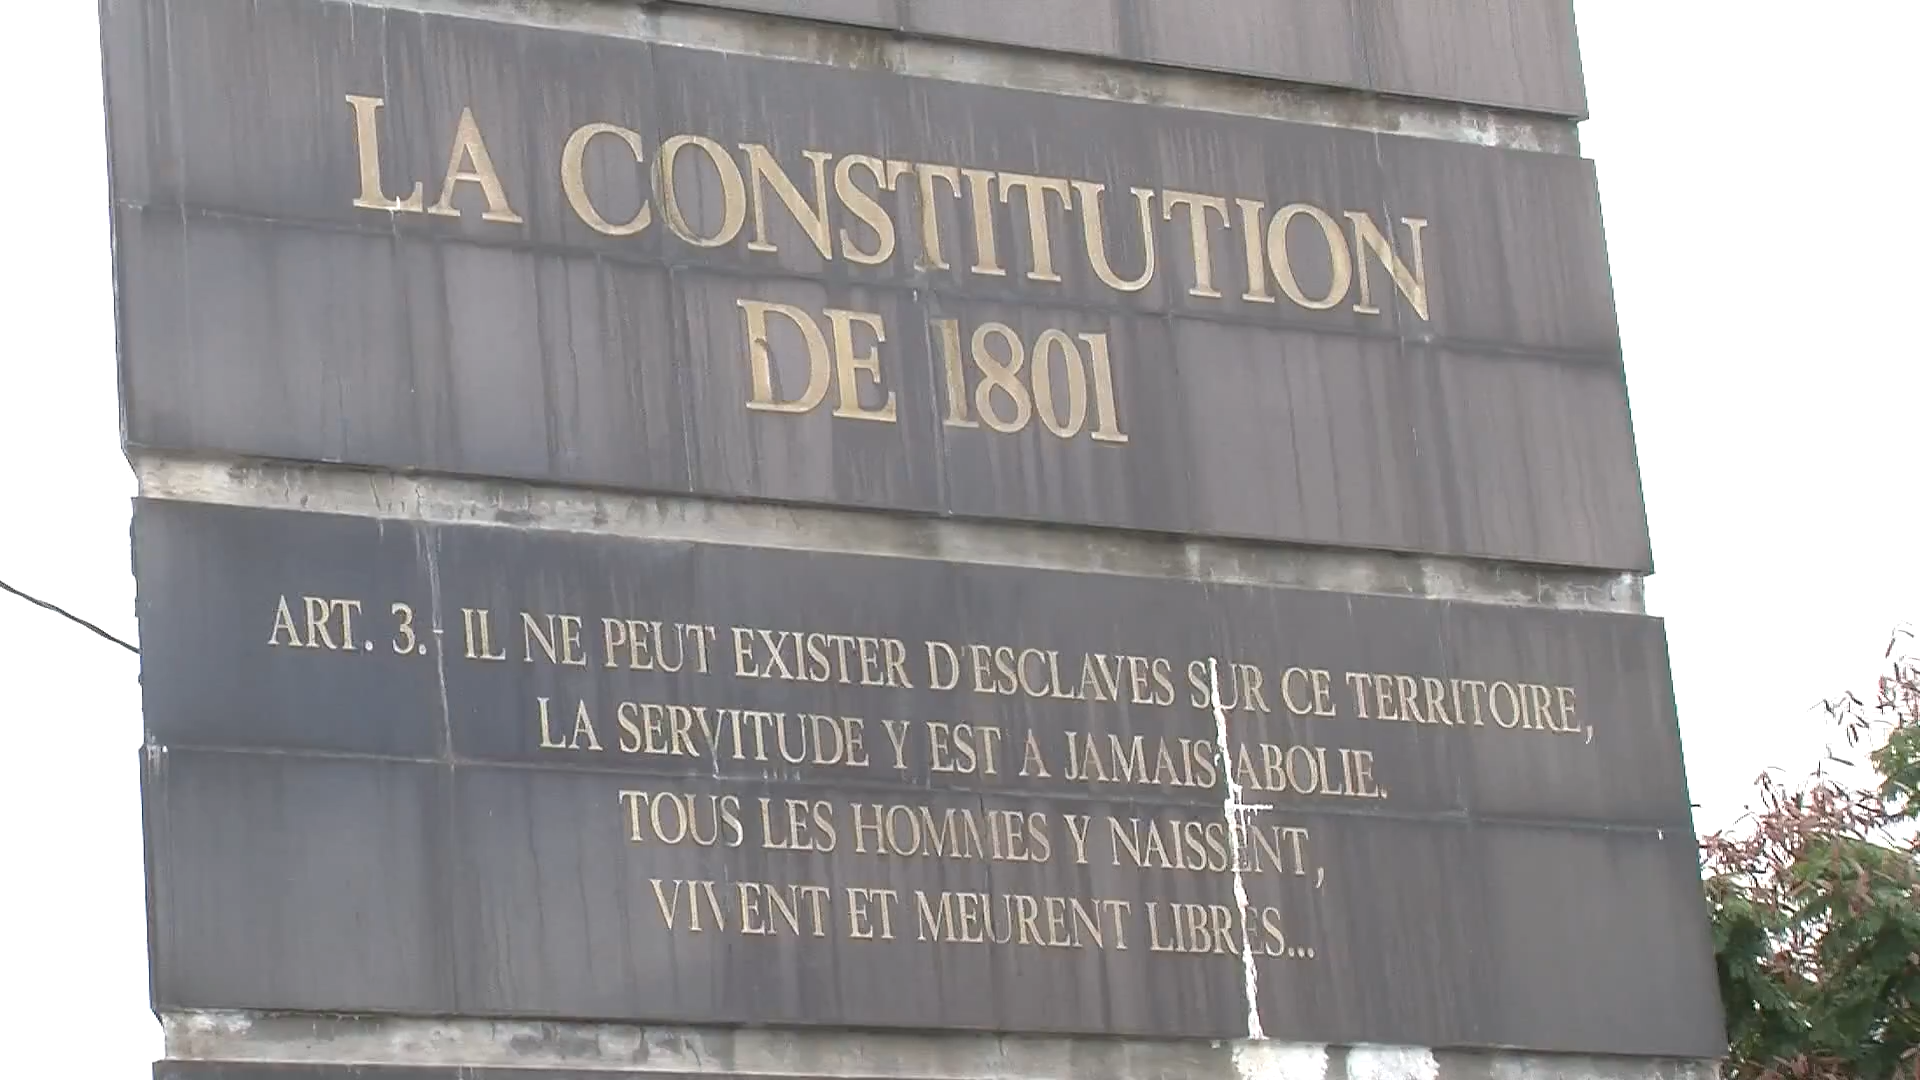 LA CONSTITUTION
DE 1801
ART. 3.- IL NE PEUT EXISTER D'ESCLAVES SUR CE TERRITOIRE,
LA SERVITUDE Y EST A JAMAIS ABOLIE.
TOUS LES HOMMES Y NAISSENT,
VIVENT ET MEURENT LIBRES...